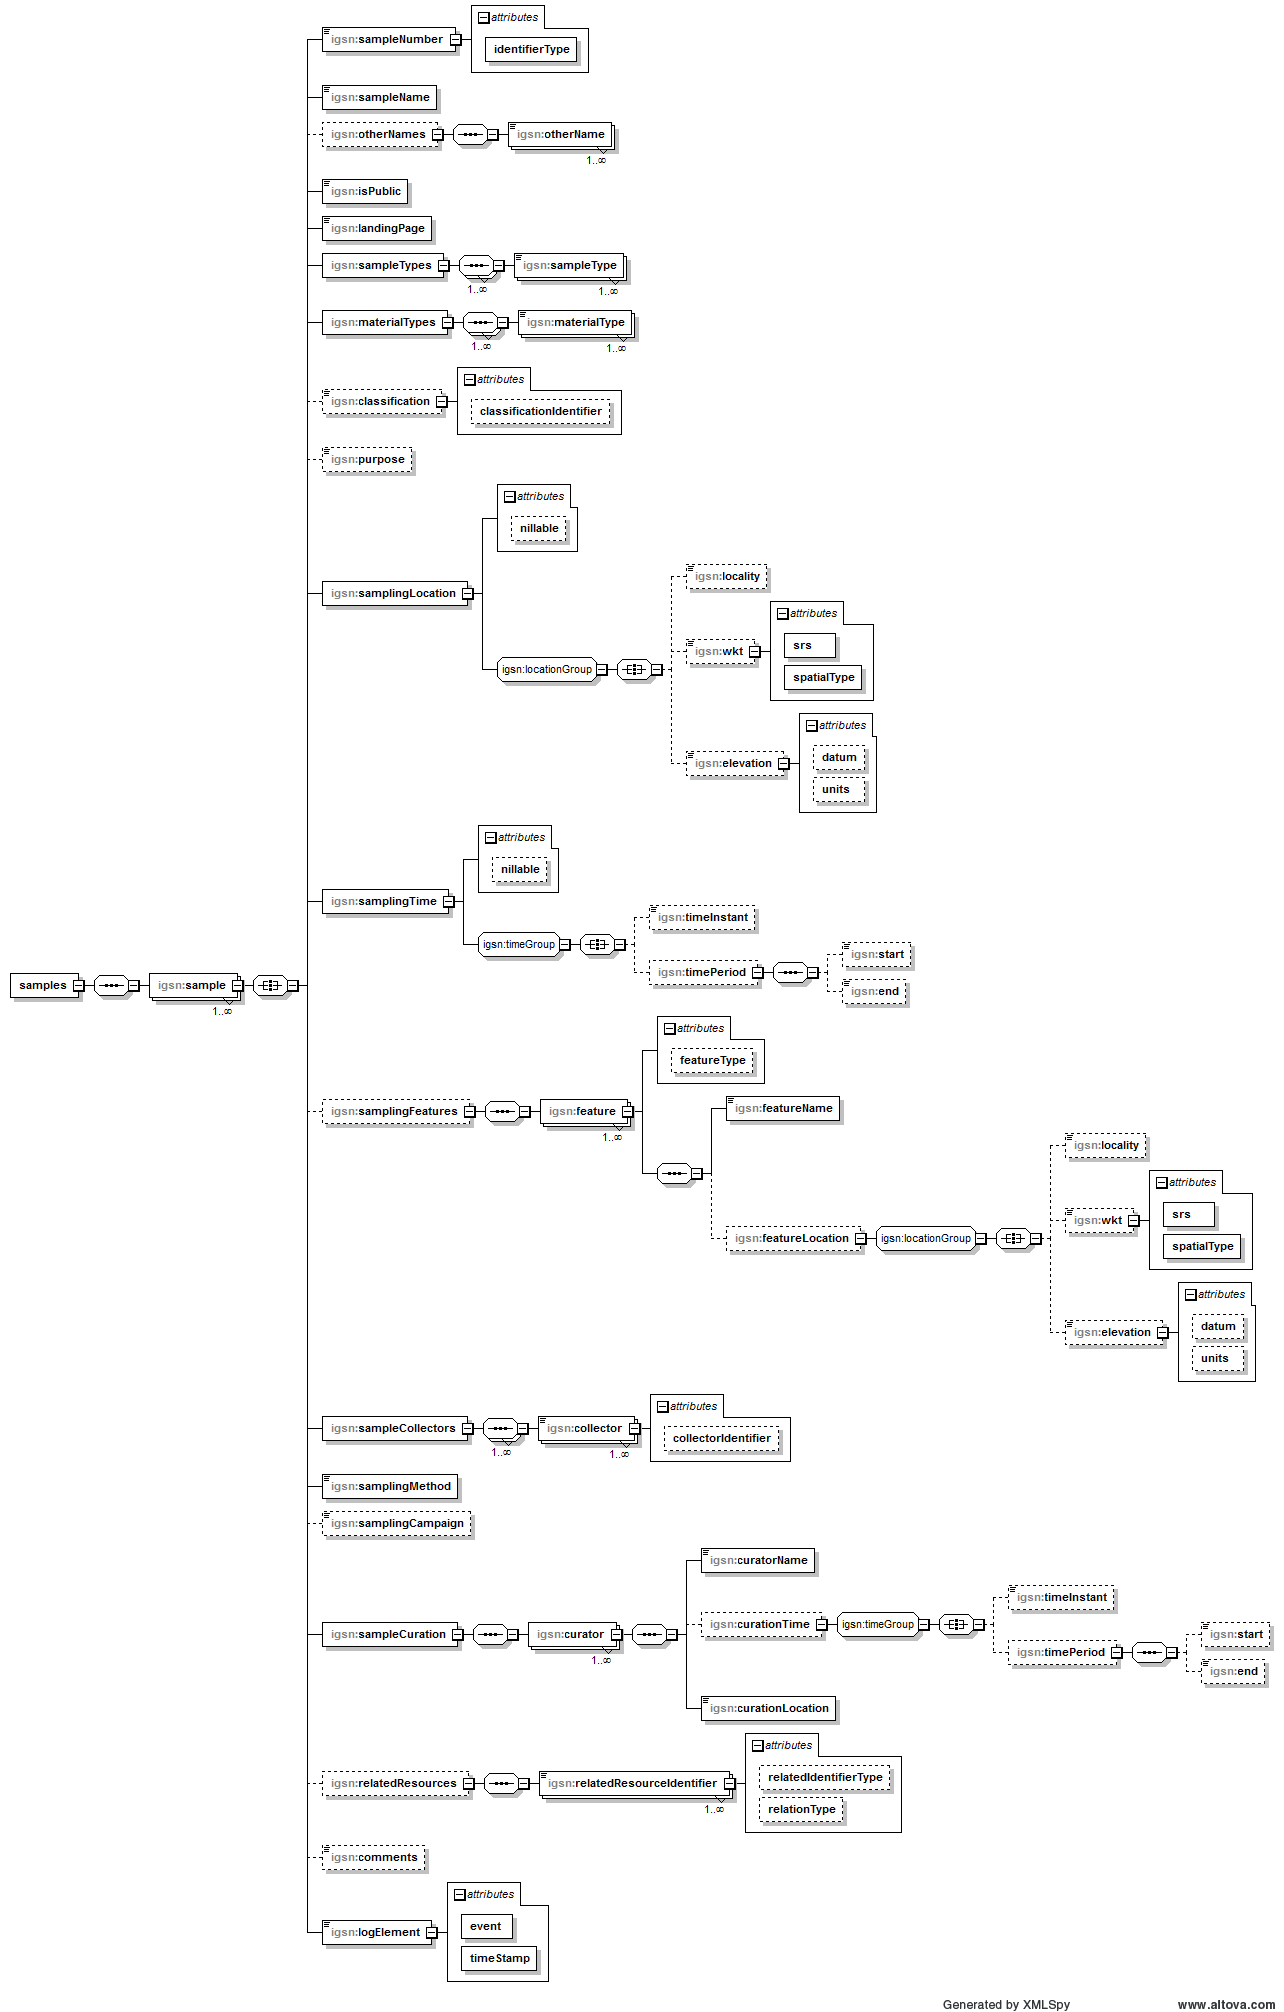 attributes
igsn:sampleNumber
identifierType
igsn:sampleName
igsn:otherNames
igsn:otherName
1..∞
igsn:isPublic
igsn:landingPage
igsn:sampleTypes
igsn:sampleType
1..∞
1..∞
igsn:materialTypes
igsn:materialType
1..∞
1..∞
attributes
igsn:classification
classificationIdentifier
igsn:purpose
attributes
nillable
igsn:samplingLocation
igsn:locationGroup
igsn:locality
attributes
igsn:wkt
srs
spatialType
attributes
igsn:elevation
datum
units
attributes
nillable
igsn:samplingTime
igsn:timeGroup
igsn:timeInstant
igsn:timePeriod
igsn:start
igsn:end
samples
igsn:sample
1..∞
attributes
featureType
igsn:samplingFeatures
igsn:feature
1..∞
igsn:featureName
igsn:featureLocation
igsn:locationGroup
igsn:locality
attributes
igsn:wkt
srs
spatialType
attributes
igsn:elevation
datum
units
attributes
igsn:sampleCollectors
1..∞
igsn:collector
1..∞
collectorIdentifier
igsn:samplingMethod
igsn:samplingCampaign
igsn:sampleCuration
igsn:curator
1..∞
igsn:curatorName
igsn:curationTime
igsn:timeGroup
igsn:timeInstant
igsn:timePeriod
igsn:start
igsn:end
igsn:curationLocation
attributes
igsn:relatedResources
igsn:relatedResourceIdentifier
1..∞
relatedIdentifierType
relationType
igsn:comments
attributes
igsn:logElement
event
timeStamp
Generated by XMLSpy
www.altova.com